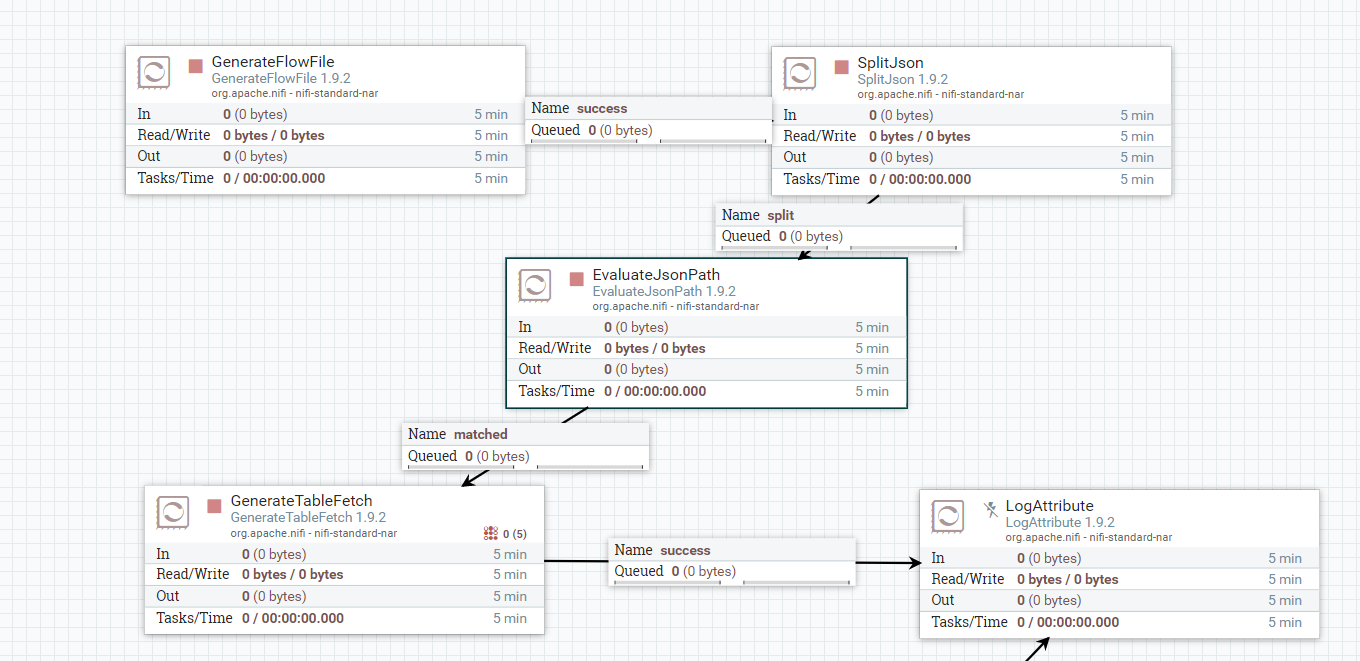 GenerateFlowFile
GenerateFlowFile 1.9.2
org.apache.nifi - nifi-standard-nar
In 0 (0 bytes) 5 min
Read/Write 0 bytes / 0 bytes 5 min
Out 0 (0 bytes) 5 min
Tasks/Time 0 / 00:00:00.000 5 min
Name success
Queued 0 (0 bytes)
SplitJson
SplitJson 1.9.2
org.apache.nifi - nifi-standard-nar
In 0 (0 bytes) 5 min
Read/Write 0 bytes / 0 bytes 5 min
Out 0 (0 bytes) 5 min
Tasks/Time 0 / 00:00:00.000 5 min
Name split
Queued 0 (0 bytes)
EvaluateJsonPath
EvaluateJsonPath 1.9.2
org.apache.nifi - nifi-standard-nar
In 0 (0 bytes) 5 min
Read/Write 0 bytes / 0 bytes 5 min
Out 0 (0 bytes) 5 min
Tasks/Time 0 / 00:00:00.000 5 min
Name matched
Queued 0 (0 bytes)
GenerateTableFetch
GenerateTableFetch 1.9.2
org.apache.nifi - nifi-standard-nar
0 (5)
In 0 (0 bytes) 5 min
Read/Write 0 bytes / 0 bytes 5 min
Out 0 (0 bytes) 5 min
Tasks/Time 0 / 00:00:00.000 5 min
Name success
Queued 0 (0 bytes)
LogAttribute
LogAttribute 1.9.2
org.apache.nifi - nifi-standard-nar
In 0 (0 bytes) 5 min
Read/Write 0 bytes / 0 bytes 5 min
Out 0 (0 bytes) 5 min
Tasks/Time 0 / 00:00:00.000 5 min